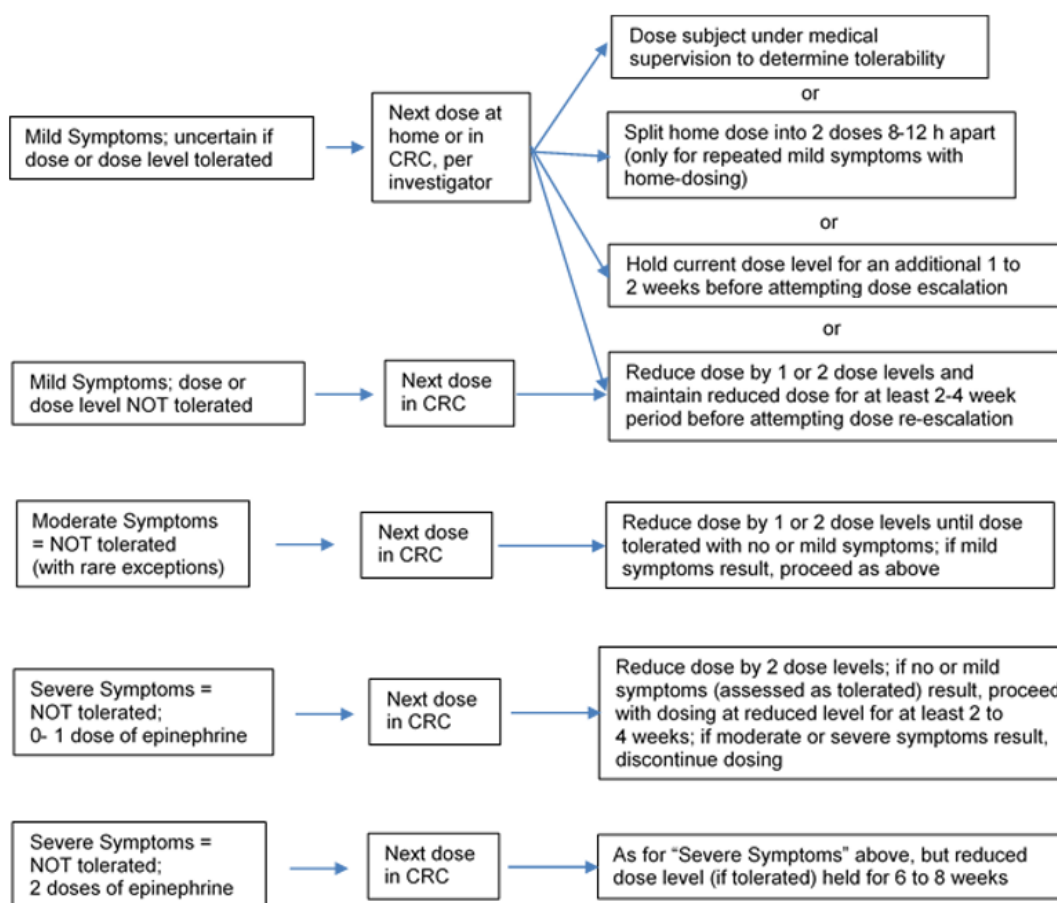 Dose subject under medical
supervision to determine tolerability
or
Mild Symptoms; uncertain if
dose or dose level tolerated
Next dose at
home or in
CRC, per
investigator
Split home dose into 2 doses 8-12 h apart
(only for repeated mild symptoms with
home-dosing)
or
Hold current dose level for an additional 1 to
2 weeks before attempting dose escalation
or
Mild Symptoms; dose or
dose level NOT tolerated
Next dose
in CRC
Reduce dose by 1 or 2 dose levels and
maintain reduced dose for at least 2-4 week
period before attempting dose re-escalation
Moderate Symptoms
= NOT tolerated
(with rare exceptions)
Next dose
in CRC
Reduce dose by 1 or 2 dose levels until dose
tolerated with no or mild symptoms; if mild
symptoms result, proceed as above
Severe Symptoms =
NOT tolerated;
0- 1 dose of epinephrine
Next dose
in CRC
Reduce dose by 2 dose levels; if no or mild
symptoms (assessed as tolerated) result, proceed
with dosing at reduced level for at least 2 to
4 weeks; if moderate or severe symptoms result,
discontinue dosing
Severe Symptoms =
NOT tolerated;
2 doses of epinephrine
Next dose
in CRC
As for “Severe Symptoms” above, but reduced
dose level (if tolerated) held for 6 to 8 weeks